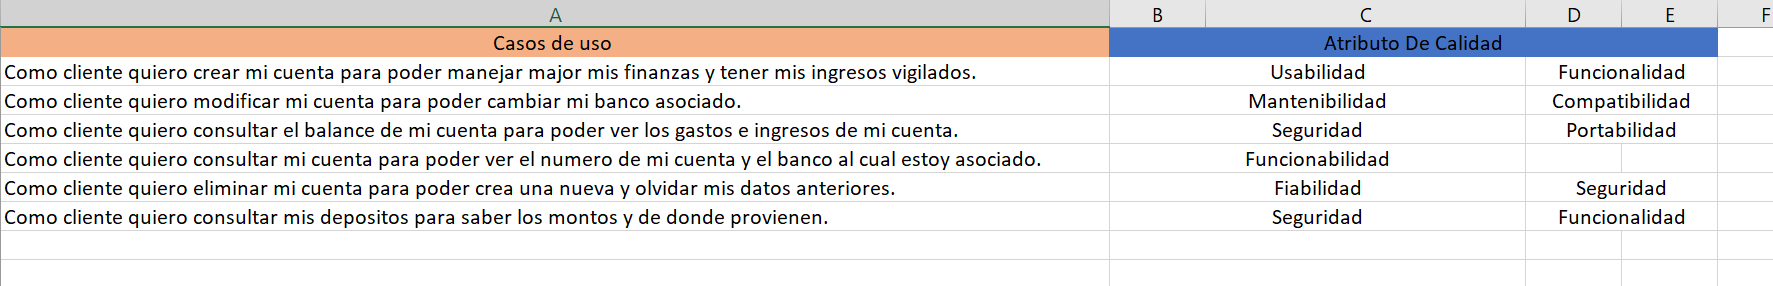 A B C D E F
Casos de uso Atributo De Calidad
Como cliente quiero crear mi cuenta para poder manejar major mis finanzas y tener mis ingresos vigilados. Usabilidad Funcionalidad
Como cliente quiero modificar mi cuenta para poder cambiar mi banco asociado. Mantenibilidad Compatibilidad
Como cliente quiero consultar el balance de mi cuenta para poder ver los gastos e ingresos de mi cuenta. Seguridad Portabilidad
Como cliente quiero consultar mi cuenta para poder ver el numero de mi cuenta y el banco al cual estoy asociado. Funcionabilidad
Como cliente quiero eliminar mi cuenta para poder crea una nueva y olvidar mis datos anteriores. Fiabilidad Seguridad
Como cliente quiero consultar mis depositos para saber los montos y de donde provienen. Seguridad Funcionalidad